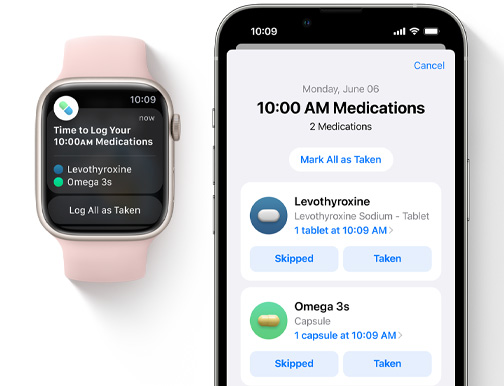 10:09
now
Time to Log Your
10:00AM Medications
Levothyroxine
Omega 3s
Log All as Taken
10:09
Cancel
Monday, June 06
10:00 AM Medications
2 Medications
Mark All as Taken
Levothyroxine
Levothyroxine Sodium - Tablet
1 tablet at 10:09 AM
Skipped Taken
Omega 3s
Capsule
1 capsule at 10:09 AM
Skipped Taken